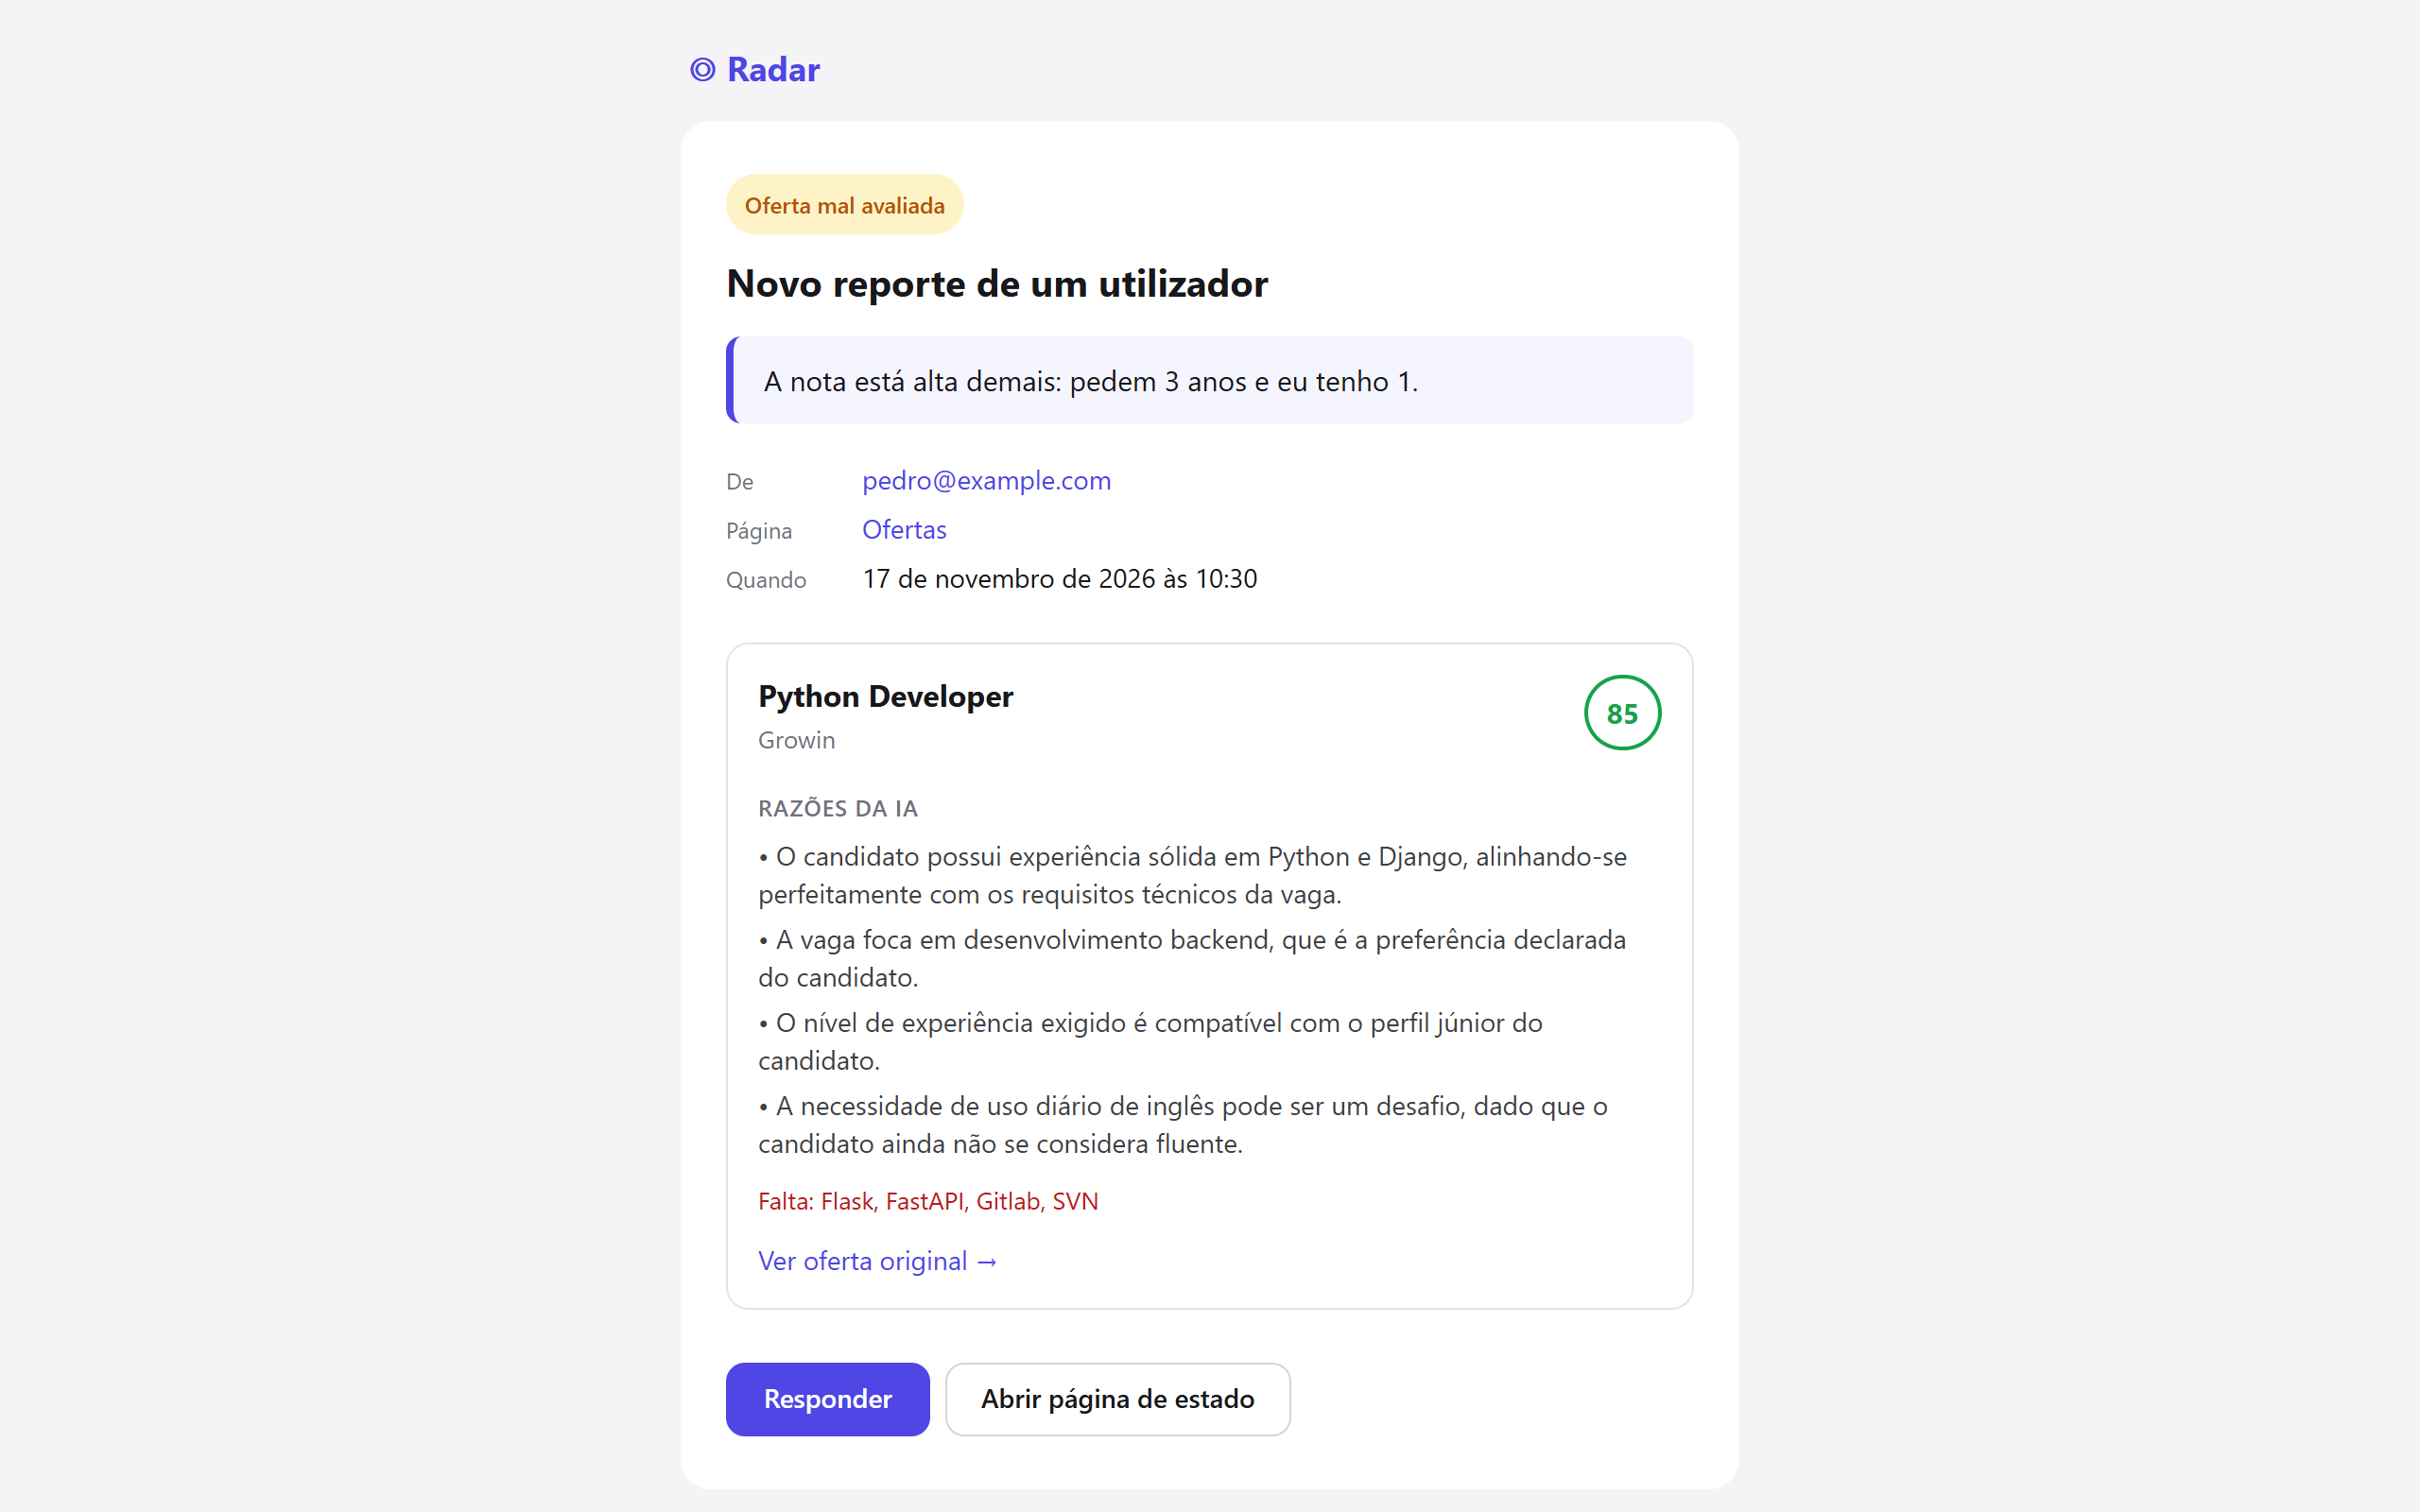 Radar
Oferta mal avaliada
Novo reporte de um utilizador
A nota está alta demais: pedem 3 anos e eu tenho 1.
De pedro@example.com
Página Ofertas
Quando 17 de novembro de 2026 às 10:30
Python Developer
85
Growin
RAZÕES DA IA
• O candidato possui experiência sólida em Python e Django, alinhando-se
perfeitamente com os requisitos técnicos da vaga.
• A vaga foca em desenvolvimento backend, que é a preferência declarada
do candidato.
• O nível de experiência exigido é compatível com o perfil júnior do
candidato.
• A necessidade de uso diário de inglês pode ser um desafio, dado que o
candidato ainda não se considera fluente.
Falta: Flask, FastAPI, Gitlab, SVN
Ver oferta original →
Responder
Abrir página de estado